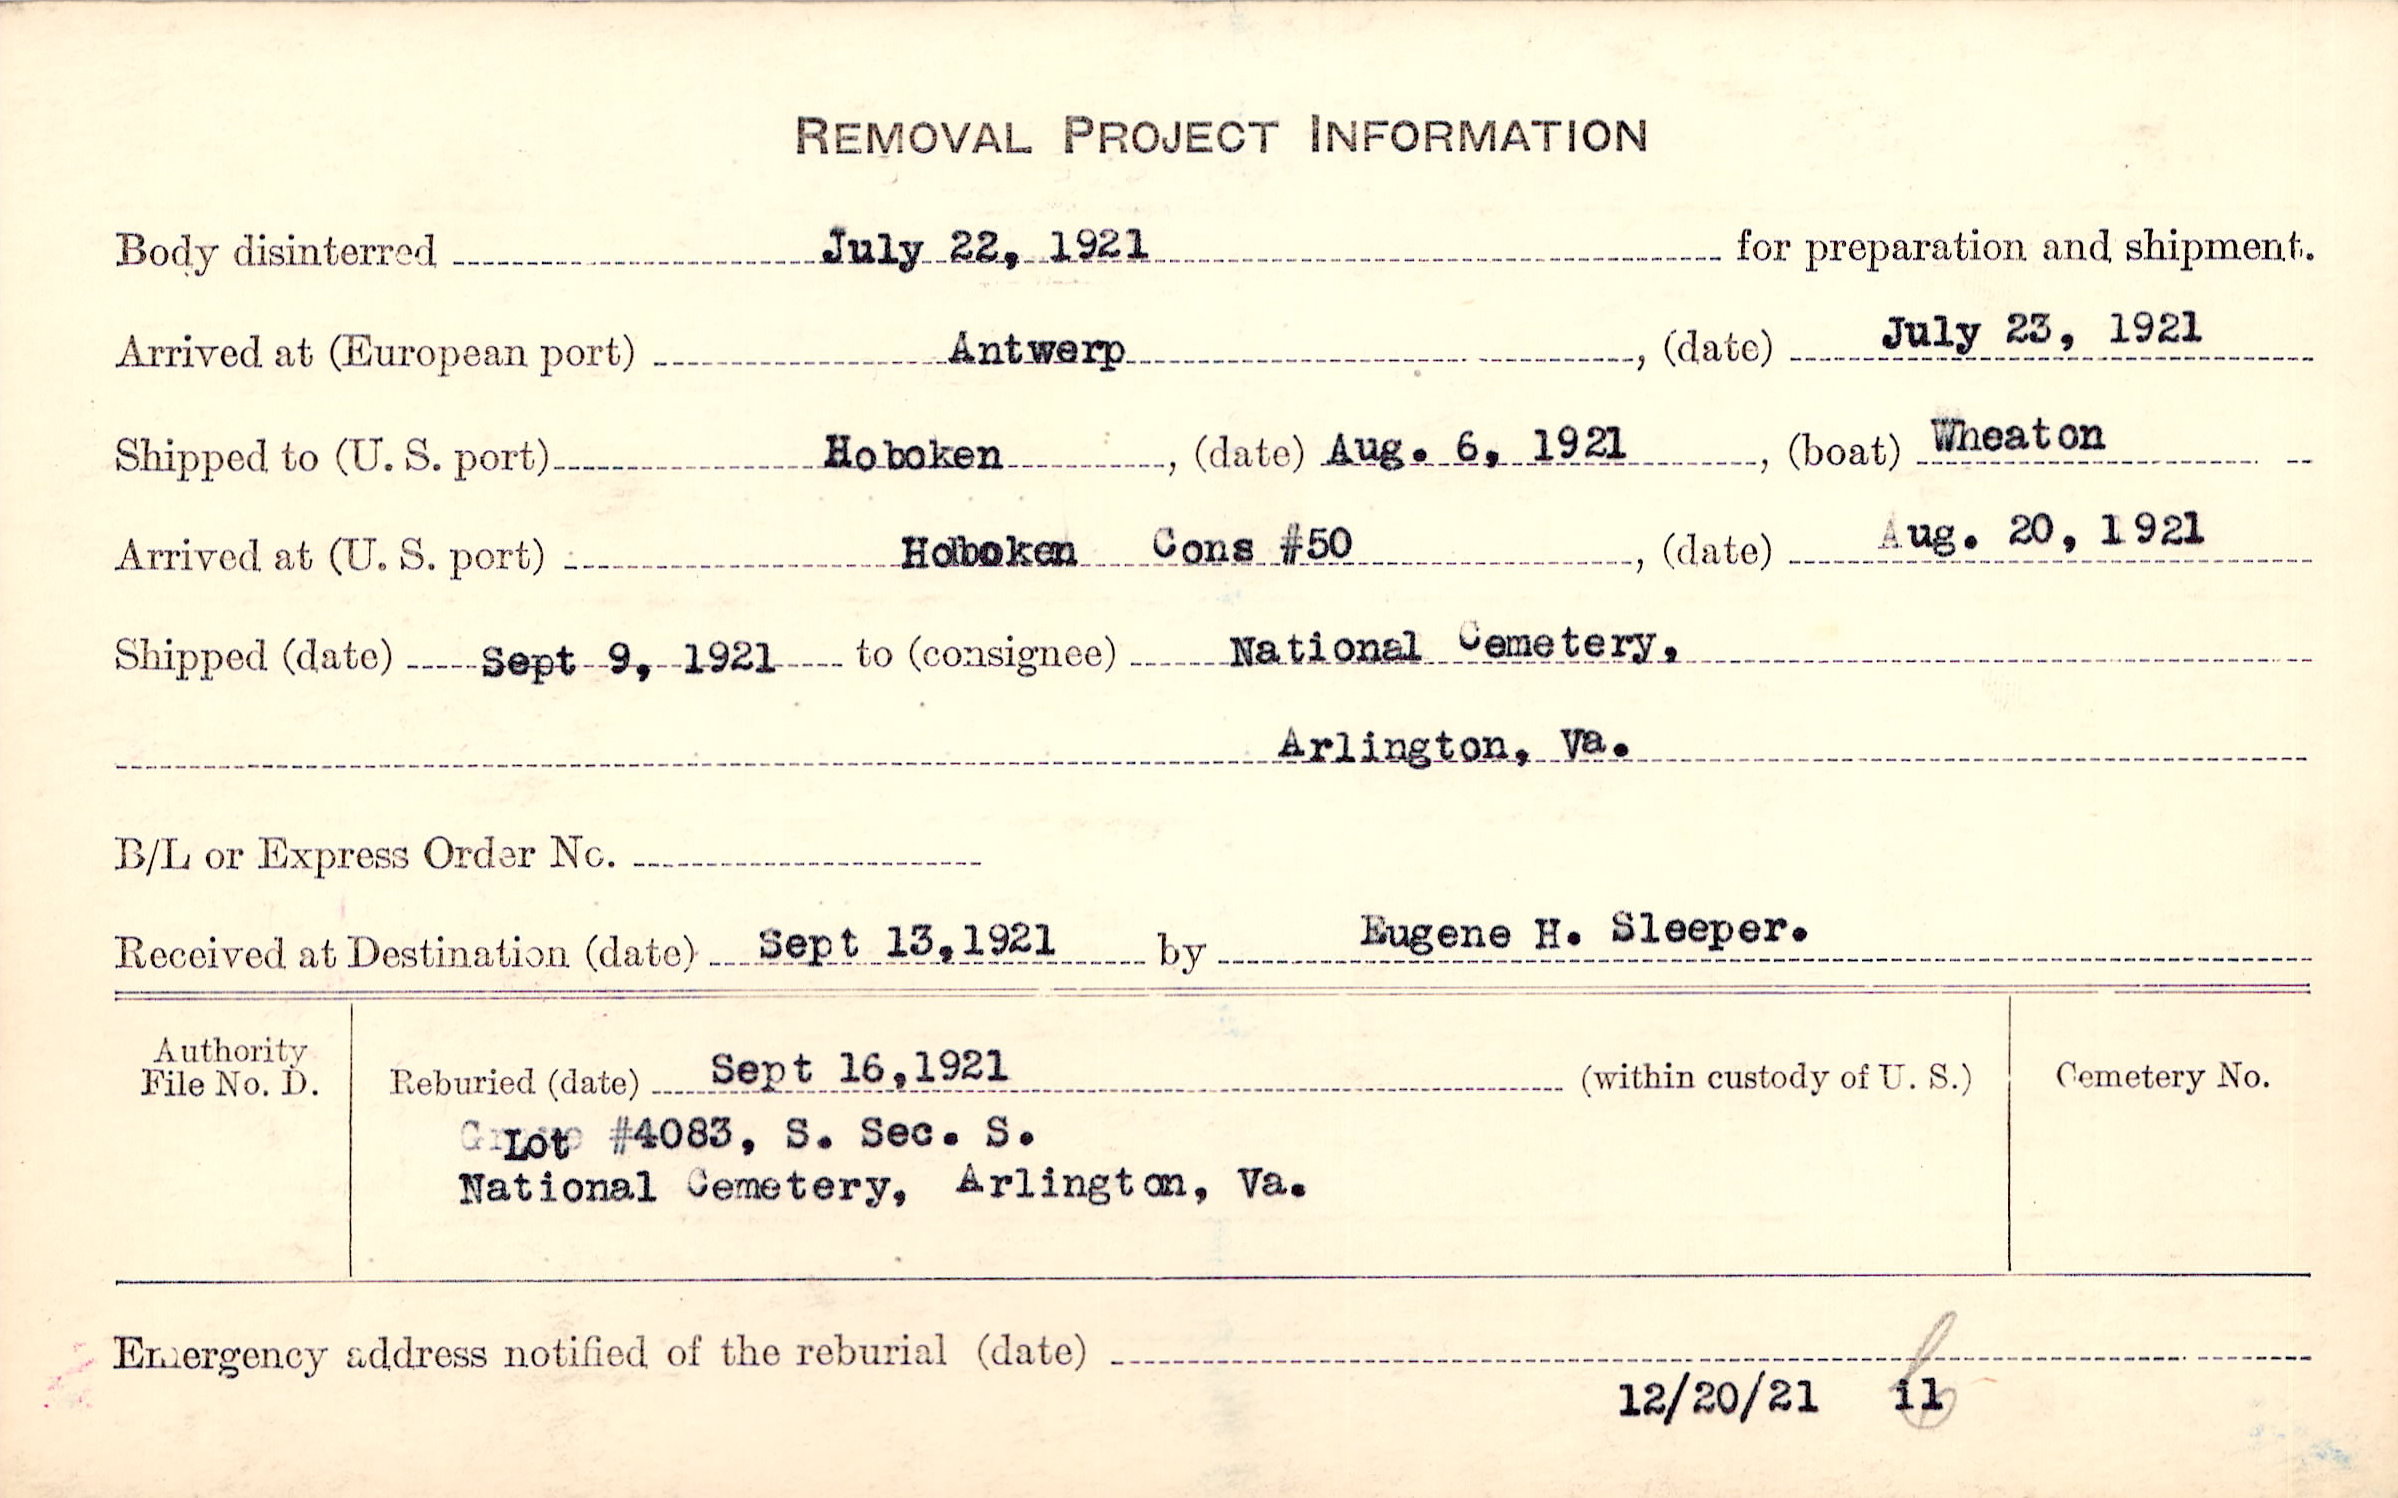 REMOVAL PROJECT INFORMATION
Body disinterred July 22, 1921 for preparation and shipment.
Arrived at (European port) Antwerp, (date) July 23, 1921
Shipped to (U. S. port) Hoboken, (date) Aug. 6, 1921, (boat) Wheaton
Arrived at (U. S. port) Hoboken Cons #50, (date) Aug. 20, 1921
Shipped (date) Sept 9, 1921 to (consignee) National Cemetery,
Arlington, Va.
B/L or Express Order No.
Received at Destination (date) Sept 13,1921 by Eugene H. Sleeper.
Authority
File No. D.
Reburied (date) Sept 16,1921 (within custody of U. S.)
Cemetery No.
Lot #4083, S. Sec. S.
National Cemetery, Arlington, Va.
Emergency address notified of the reburial (date)
12/20/21 il